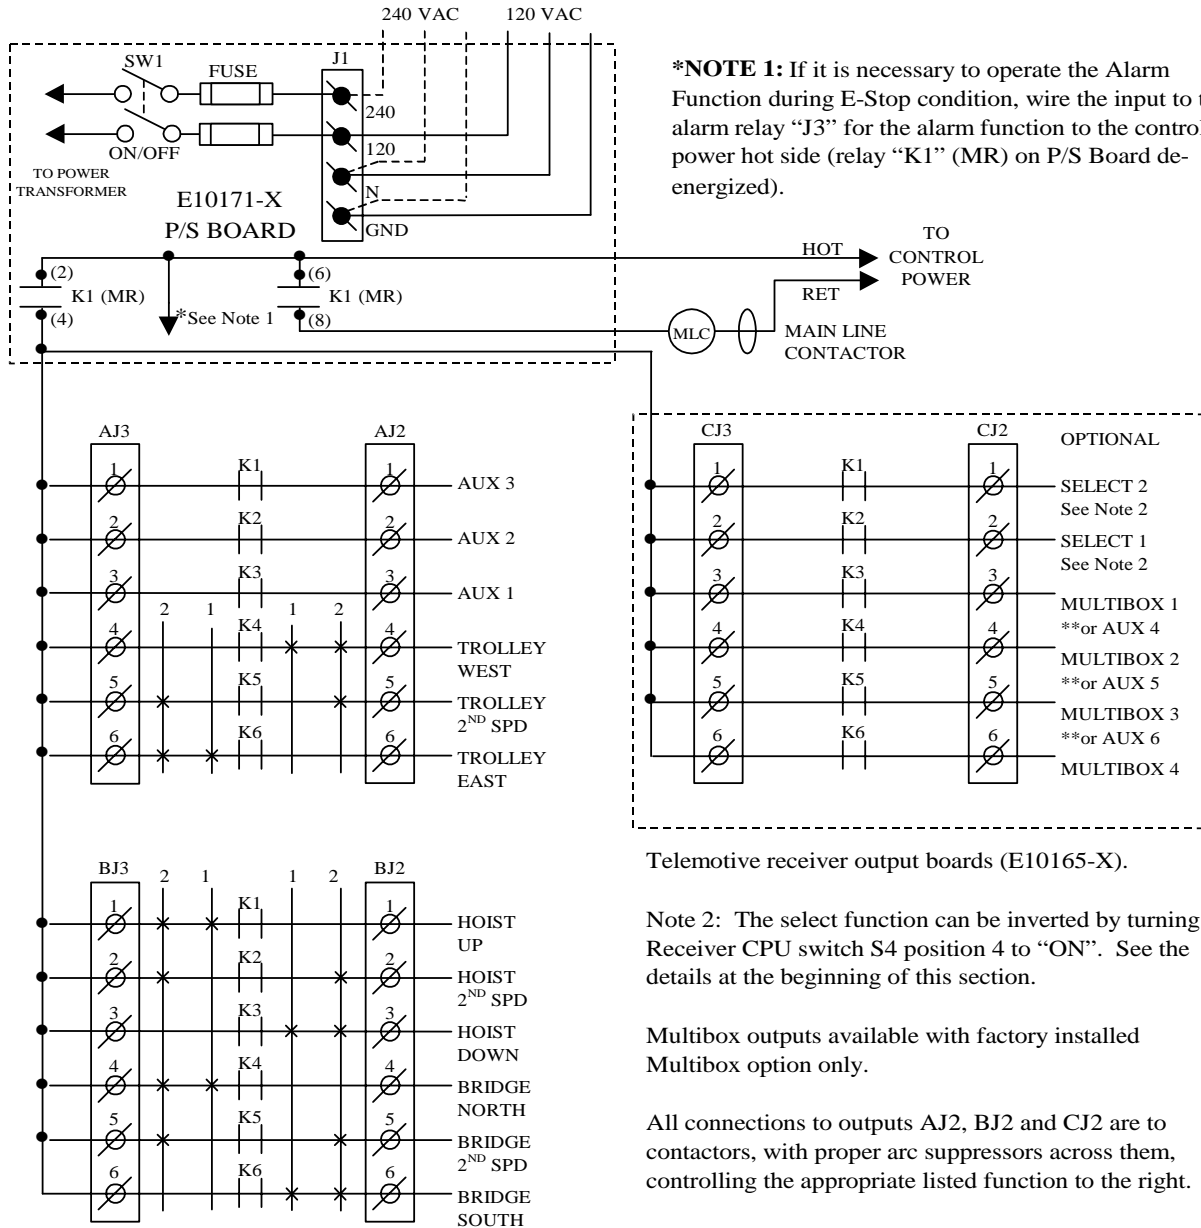 240 VAC
120 VAC
SW1
FUSE
J1
240
120
N
GND
ON/OFF
TO POWER
TRANSFORMER
E10171-X
P/S BOARD
*NOTE 1: If it is necessary to operate the Alarm
Function during E-Stop condition, wire the input to
alarm relay “J3” for the alarm function to the control
power hot side (relay “K1” (MR) on P/S Board de-
energized).
(2)
K1 (MR)
(4)
*See Note 1
(6)
K1 (MR)
(8)
HOT
RET
TO
CONTROL
POWER
MLC
MAIN LINE
CONTACTOR
AJ3
AJ2
1
K1
1
AUX 3
2
K2
2
AUX 2
3
K3
3
AUX 1
2
1
1
2
4
K4
4
TROLLEY
WEST
5
K5
5
TROLLEY
2ND SPD
6
K6
6
TROLLEY
EAST
CJ3
CJ2
OPTIONAL
1
K1
1
SELECT 2
See Note 2
2
K2
2
SELECT 1
See Note 2
3
K3
3
MULTIBOX 1
**or AUX 4
4
K4
4
MULTIBOX 2
**or AUX 5
5
K5
5
MULTIBOX 3
**or AUX 6
6
K6
6
MULTIBOX 4
BJ3
2
1
1
2
BJ2
1
K1
1
HOIST
UP
2
K2
2
HOIST
2ND SPD
3
K3
3
HOIST
DOWN
4
K4
4
BRIDGE
NORTH
5
K5
5
BRIDGE
2ND SPD
6
K6
6
BRIDGE
SOUTH
Telemotive receiver output boards (E10165-X).
Note 2: The select function can be inverted by turning
Receiver CPU switch S4 position 4 to “ON”. See the
details at the beginning of this section.
Multibox outputs available with factory installed
Multibox option only.
All connections to outputs AJ2, BJ2 and CJ2 are to
contactors, with proper arc suppressors across them,
controlling the appropriate listed function to the right.